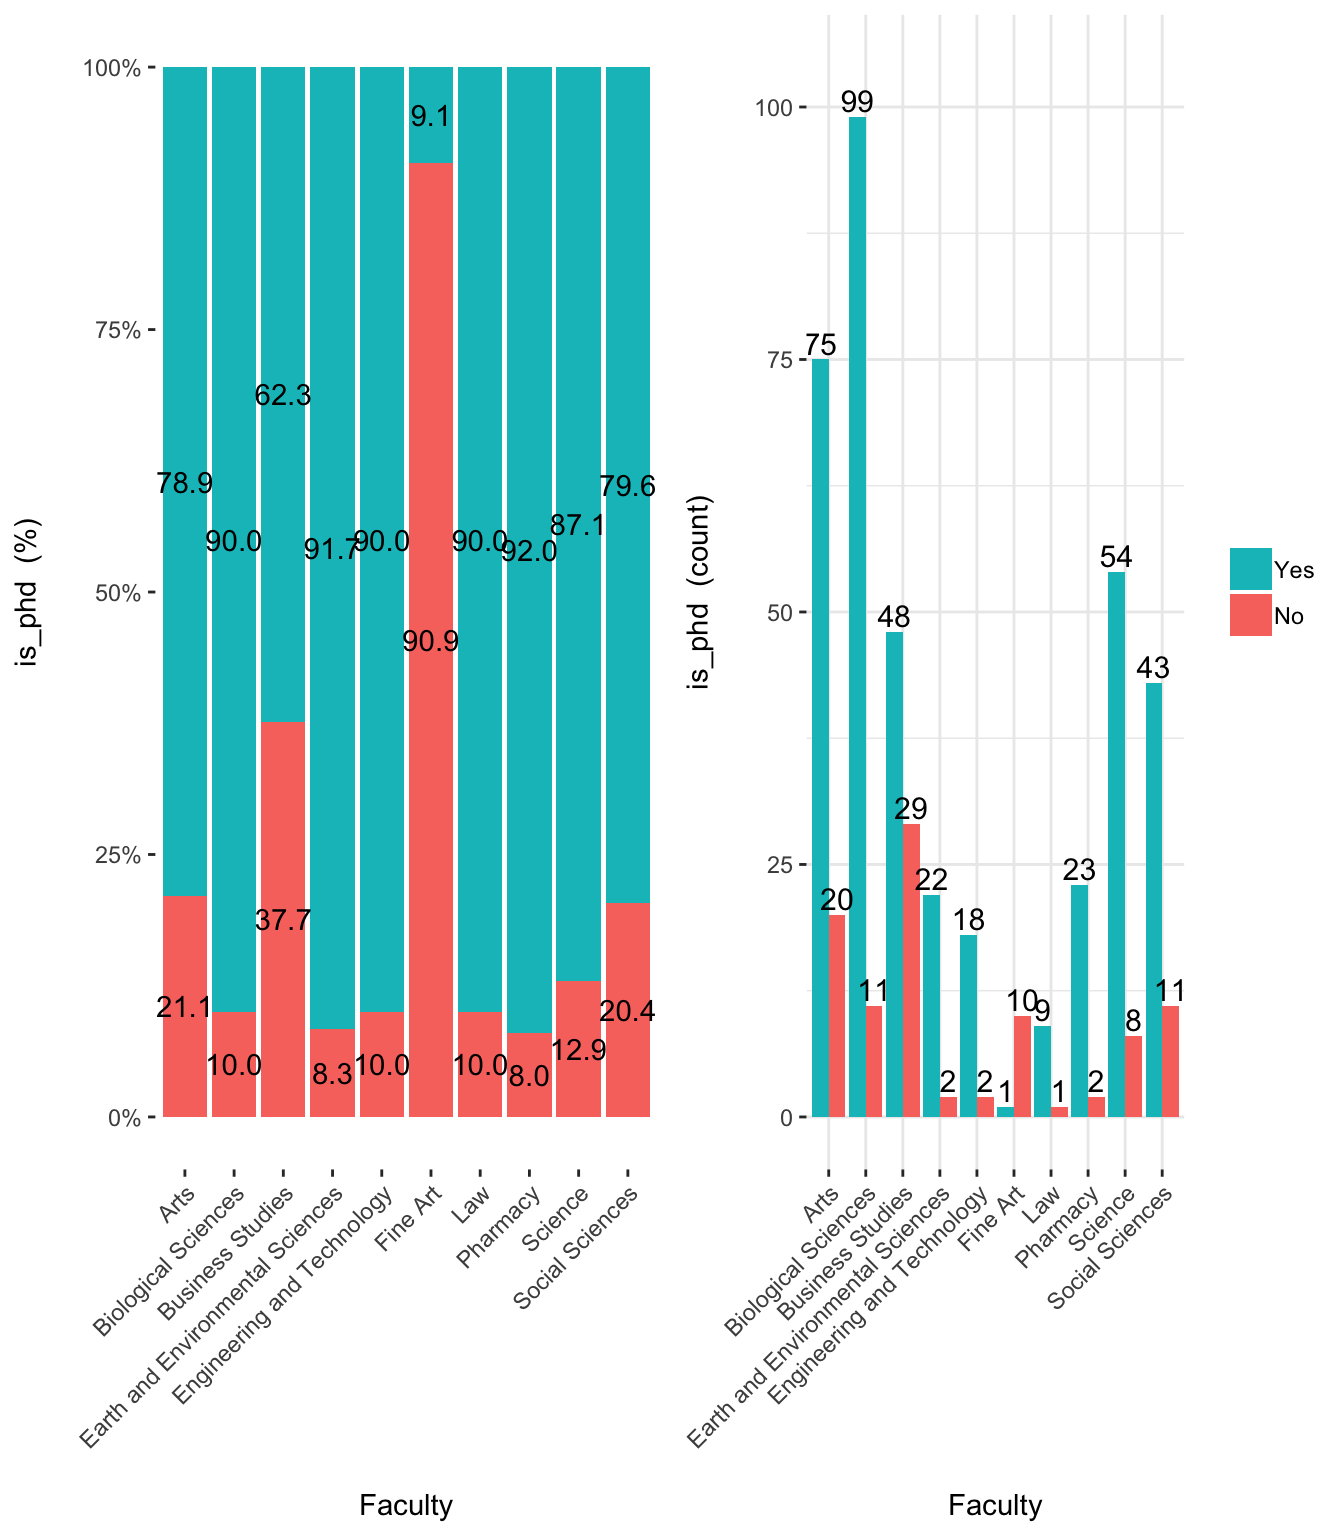 is_phd  (%)
100%
75%
50%
25%
0%
9.1
62.3
78.9
79.6
87.1
90.0
91.7
90.0
90.0
92.0
90.9
37.7
21.1
20.4
12.9
10.0
8.3
10.0
10.0
8.0
Arts
Biological Sciences
Business Studies
Earth and Environmental Sciences
Engineering and Technology
Fine Art
Law
Pharmacy
Science
Social Sciences
Faculty
is_phd  (count)
100
75
50
25
0
75
20
99
11
48
29
22
2
18
2
1
10
9
1
23
2
54
8
43
11
Arts
Biological Sciences
Business Studies
Earth and Environmental Sciences
Engineering and Technology
Fine Art
Law
Pharmacy
Science
Social Sciences
Faculty
Yes
No